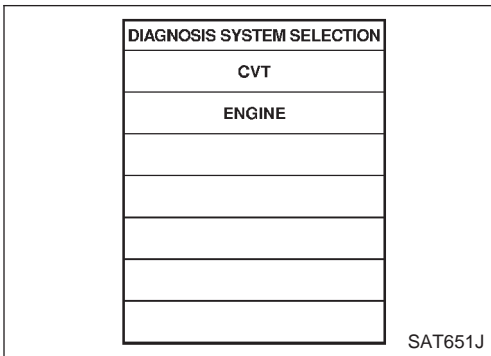 DIAGNOSIS SYSTEM SELECTION
CVT
ENGINE
SAT651J